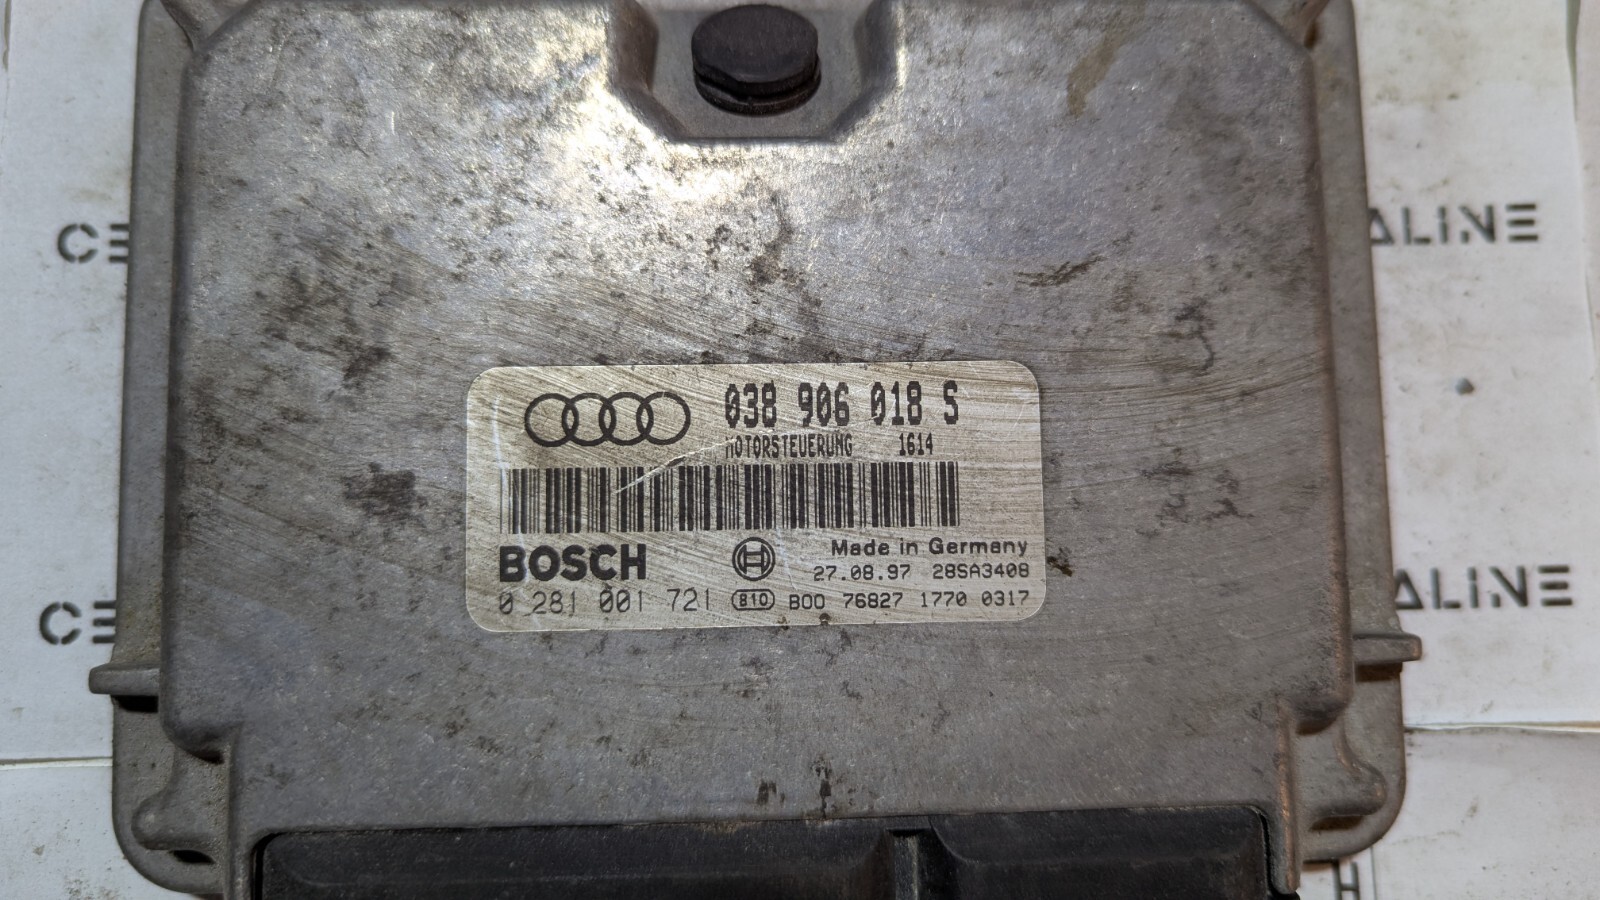 038 906 018 S
MOTORSTEUERUNG 1614
BOSCH
Made in Germany
27.08.97 28SA3408
0 281 001 721 B10 B00 76827 1770 0317
CE
ALINE
CE
ALINE
H